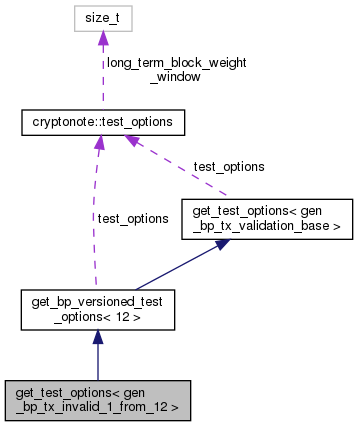 size_t
long_term_block_weight
_window
cryptonote::test_options
test_options
test_options
get_test_options< gen
_bp_tx_validation_base >
get_bp_versioned_test
_options< 12 >
get_test_options< gen
_bp_tx_invalid_1_from_12 >